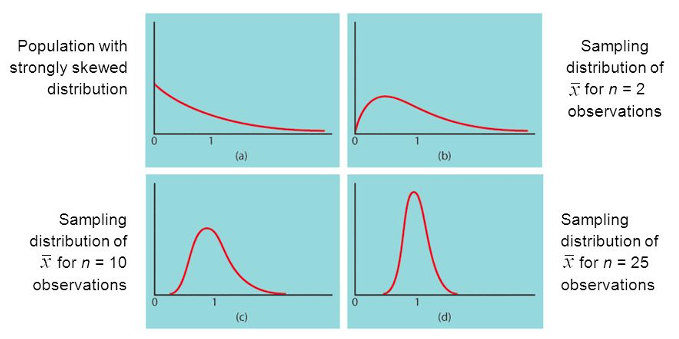 Population with
strongly skewed
distribution
0
1
(a)
Sampling
distribution of
x̅ for n = 2
observations
0
1
(b)
Sampling
distribution of
x̅ for n = 10
observations
0
1
(c)
Sampling
distribution of
x̅ for n = 25
observations
0
1
(d)